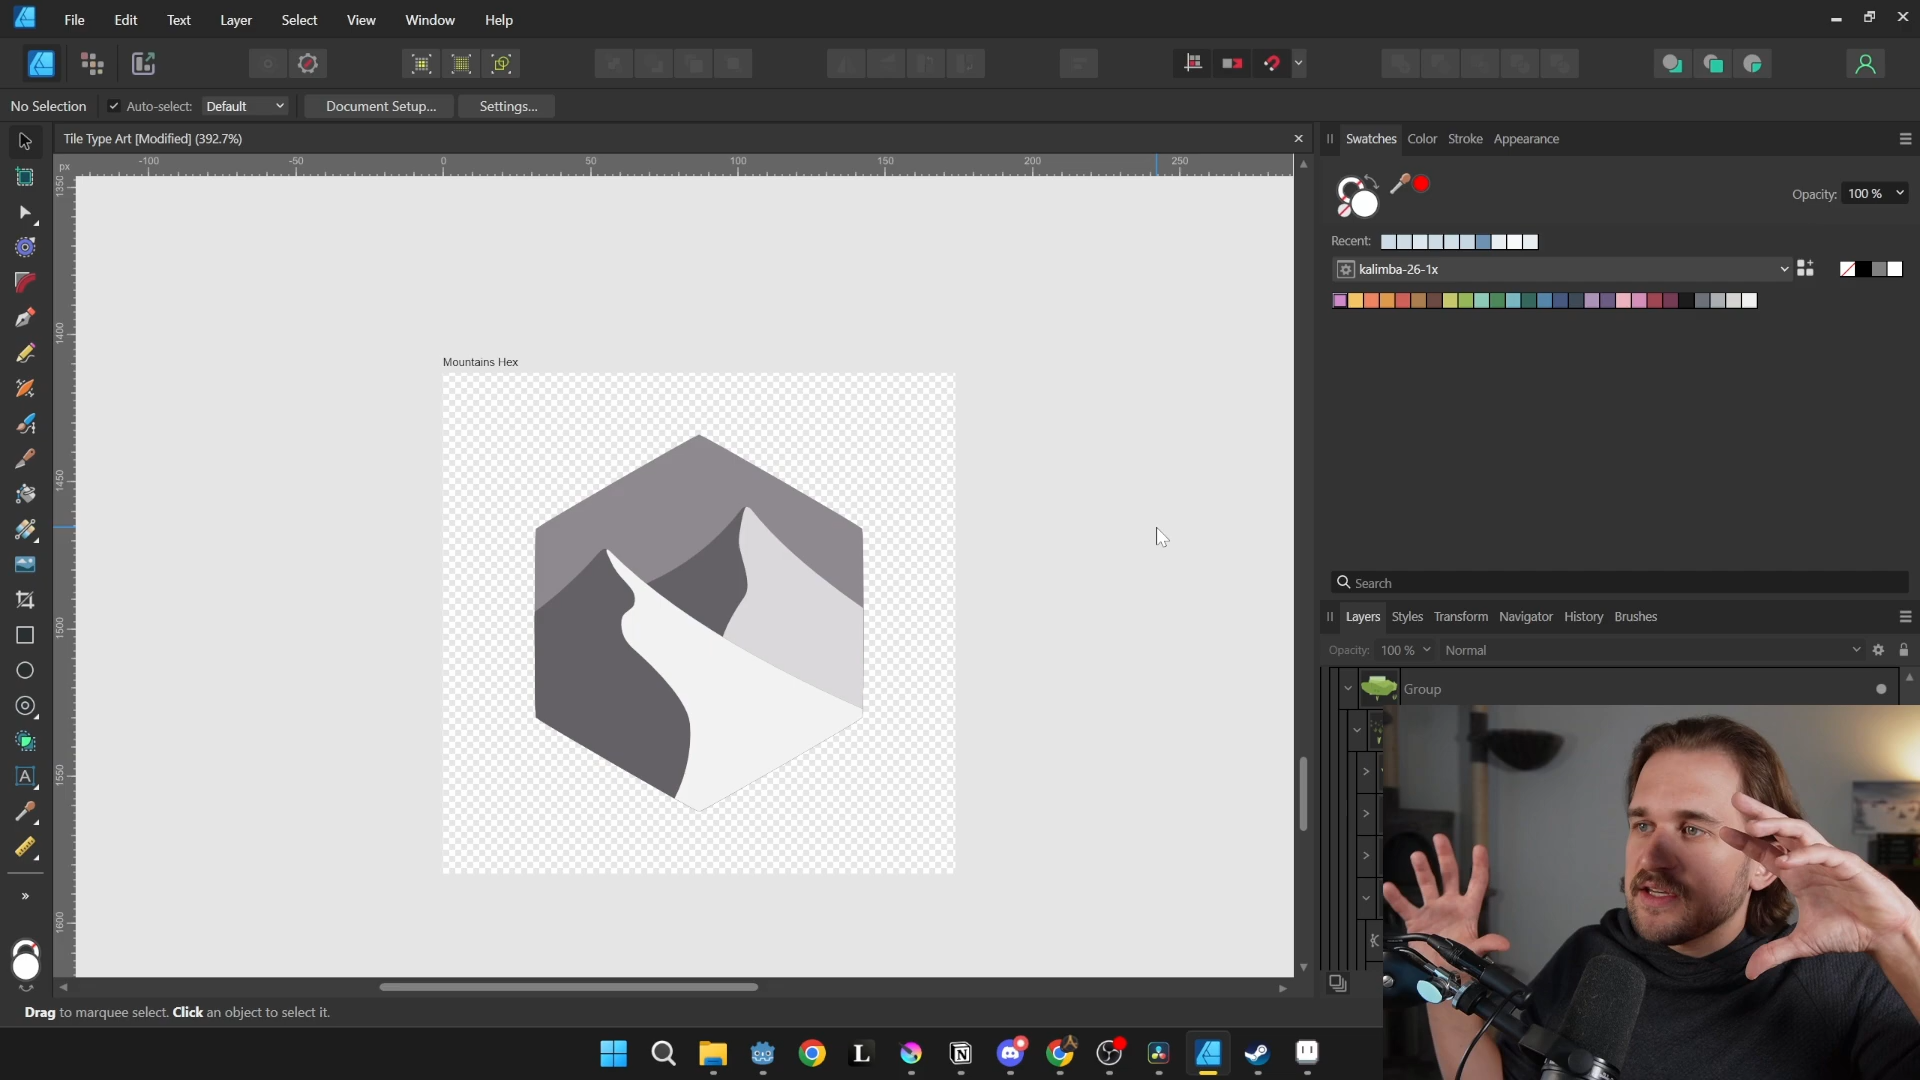 File Edit Text Layer Select View Window Help
No Selection Auto-select: Default Document Setup... Settings...
Tile Type Art [Modified] (392.7%)
Swatches Color Stroke Appearance
px -100 -50 0 50 100 150 200 250
1350
1400
1450
1500
1550
1600
Opacity: 100 %
Recent:
kalimba-26-1x
Mountains Hex
Search
Layers Styles Transform Navigator History Brushes
Opacity: 100 % Normal
Group
A
Drag to marquee select. Click an object to select it.
L
N